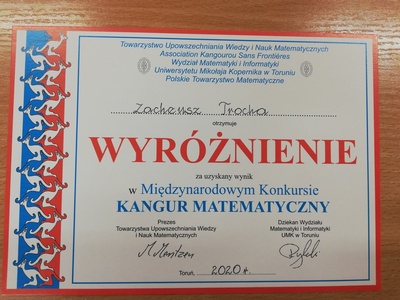 Towarzystwo Upowszechniania Wiedzy i Nauk Matematycznych
Association Kangourou Sans Frontières
Wydział Matematyki i Informatyki
Uniwersytetu Mikołaja Kopernika w Toruniu
Polskie Towarzystwo Matematyczne
Zacheusz Trocha
otrzymuje
WYRÓŻNIENIE
za uzyskany wynik
w Międzynarodowym Konkursie
KANGUR MATEMATYCZNY
Prezes
Towarzystwa Upowszechniania Wiedzy
i Nauk Matematycznych
Dziekan Wydziału
Matematyki i Informatyki
UMK w Toruniu
Toruń, 2020 r.